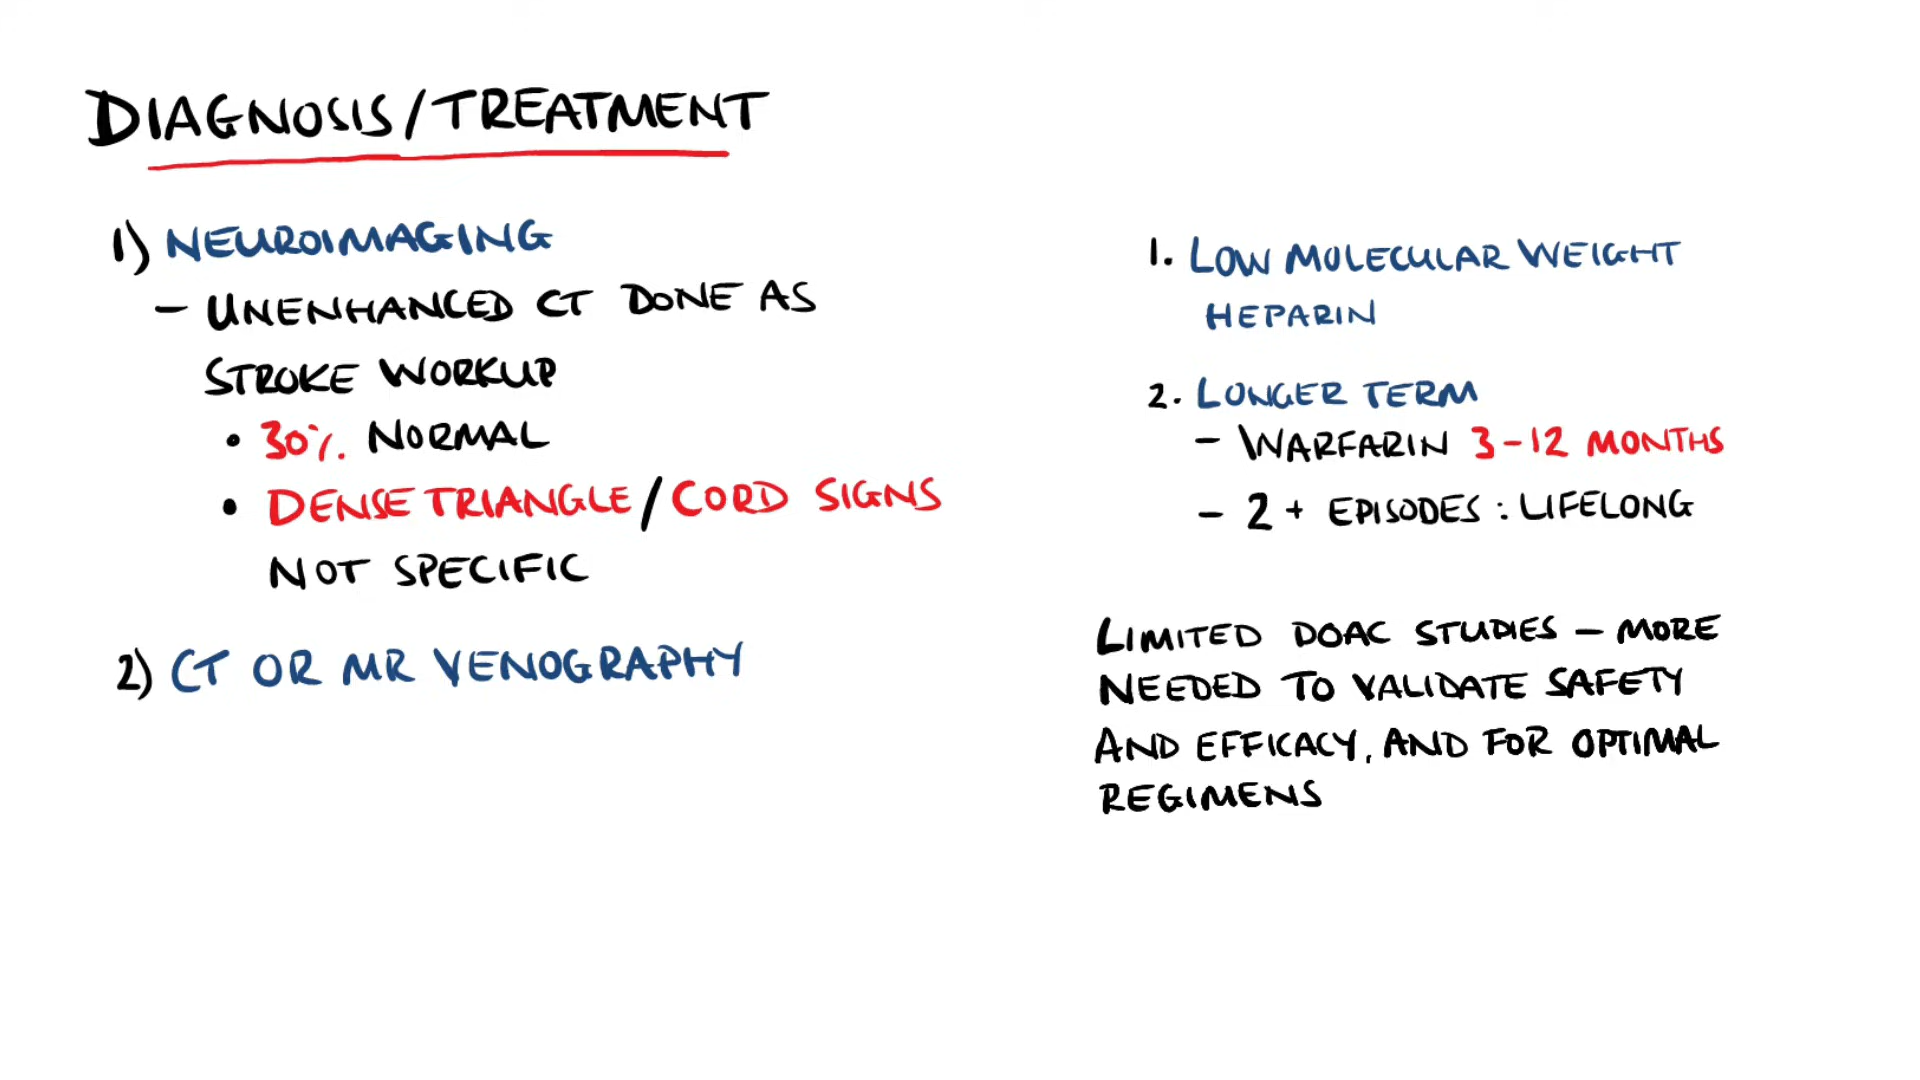 DIAGNOSIS/TREATMENT
1) NEUROIMAGING
- UNENHANCED CT DONE AS
STROKE WORKUP
• 30% NORMAL
• DENSE TRIANGLE/CORD SIGNS
NOT SPECIFIC
2) CT OR MR VENOGRAPHY
1. LOW MOLECULAR WEIGHT
HEPARIN
2. LONGER TERM
- WARFARIN 3-12 MONTHS
- 2+ EPISODES: LIFELONG
LIMITED DOAC STUDIES - MORE
NEEDED TO VALIDATE SAFETY
AND EFFICACY, AND FOR OPTIMAL
REGIMENS